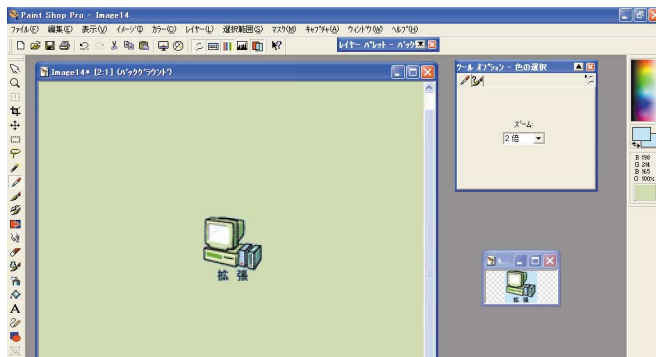 Paint Shop Pro - Image14
ファイル(F) 編集(E) 表示(V) イメージ(I) カラー(C) レイヤー(L) 選択範囲(S) マスク(M) キャプチャ(A) ウィンドウ(W) ヘルプ(H)
レイヤー パレット - バック
Image14* [2:1] (バックグラウンド)
ツール オプション - 色の選択
ズーム:
2 倍
R 198
G 214
B 165
O 100%
拡 張
拡 張
A